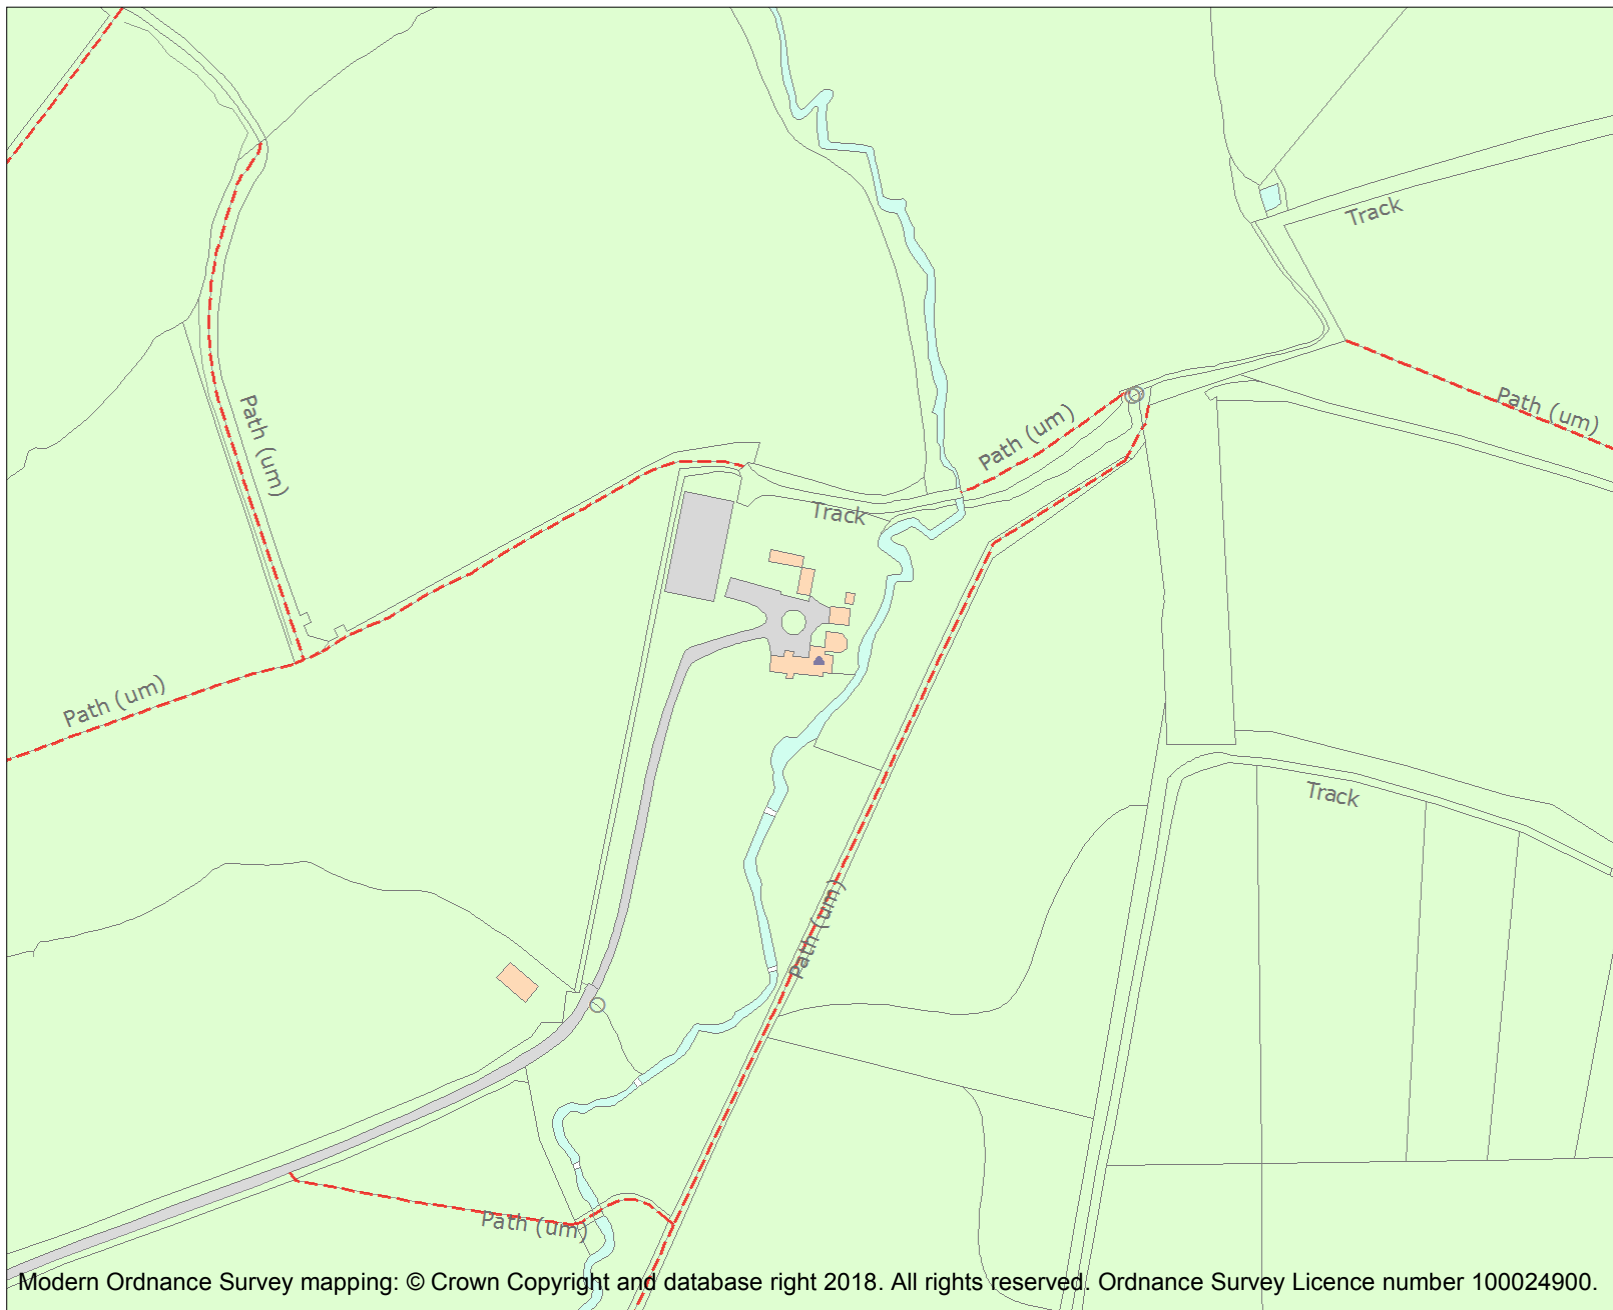 Track
Path (um)
Path (um)
Path (um)
Track
Path (um)
Track
Path (um)
Path (um)
Modern Ordnance Survey mapping: © Crown Copyright and database right 2018. All rights reserved. Ordnance Survey Licence number 100024900.